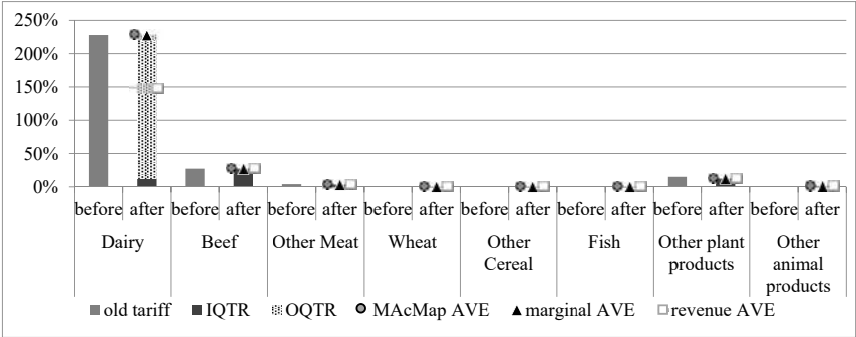 250%
200%
150%
100%
50%
0%
before after before after before after before after before after before after before after before after
Dairy Beef Other Meat Wheat Other Fish Other plant Other
Cereal products animal
products
old tariff IQTR OQTR MAcMap AVE marginal AVE revenue AVE